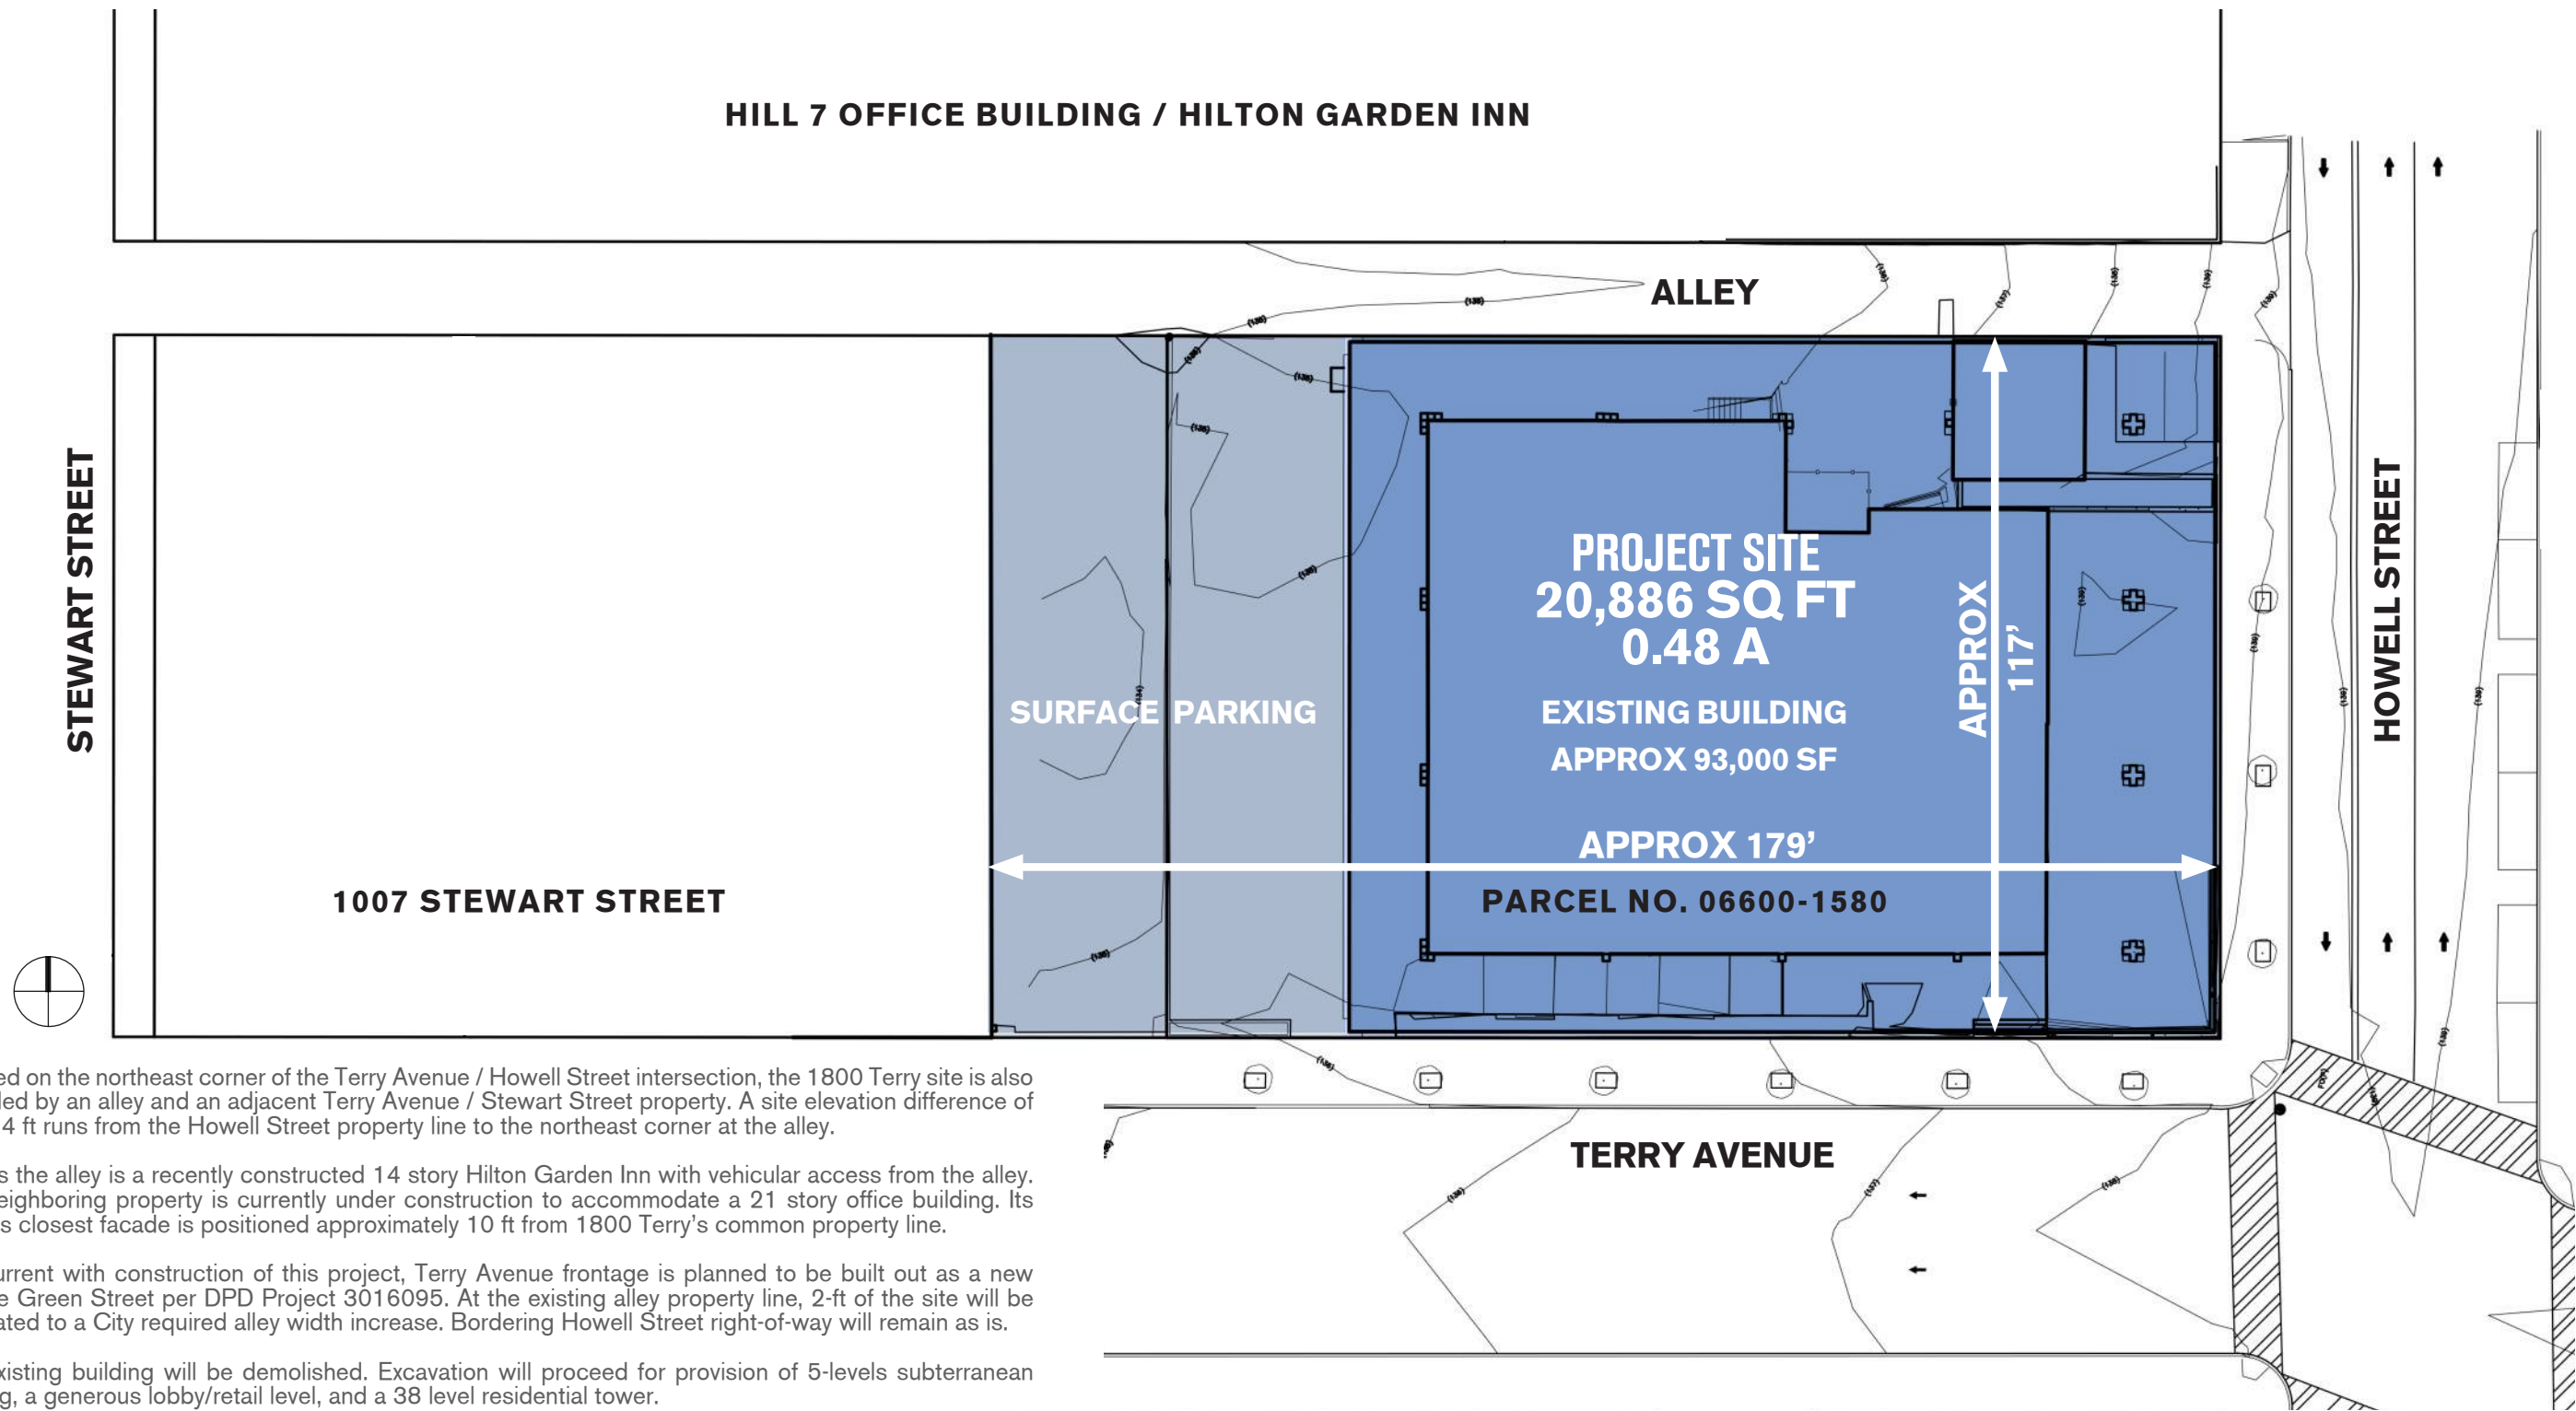 HILL 7 OFFICE BUILDING / HILTON GARDEN INN
ALLEY
STEWART STREET
HOWELL STREET
PROJECT SITE
20,886 SQ FT
0.48 A
APPROX
117’
SURFACE PARKING
EXISTING BUILDING
APPROX 93,000 SF
APPROX 179’
1007 STEWART STREET
PARCEL NO. 06600-1580
TERRY AVENUE
on the northeast corner of the Terry Avenue / Howell Street intersection, the 1800 Terry site is also
by an alley and an adjacent Terry Avenue / Stewart Street property. A site elevation difference of
4 ft runs from the Howell Street property line to the northeast corner at the alley.
the alley is a recently constructed 14 story Hilton Garden Inn with vehicular access from the alley.
property is currently under construction to accommodate a 21 story office building. Its
closest facade is positioned approximately 10 ft from 1800 Terry’s common property line.
with construction of this project, Terry Avenue frontage is planned to be built out as a new
Green Street per DPD Project 3016095. At the existing alley property line, 2-ft of the site will be
to a City required alley width increase. Bordering Howell Street right-of-way will remain as is.
building will be demolished. Excavation will proceed for provision of 5-levels subterranean
a generous lobby/retail level, and a 38 level residential tower.